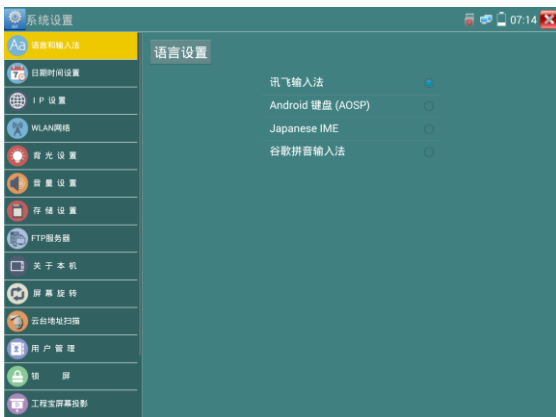 系统设置
07:14
Aa 语言和输入法
日期时间设置
IP 设置
WLAN网络
背光设置
音量设置
存储设置
FTP服务器
关于本机
屏幕旋转
云台地址扫描
用户管理
锁 屏
工程宝屏幕投影
语言设置
讯飞输入法
Android 键盘 (AOSP)
Japanese IME
谷歌拼音输入法